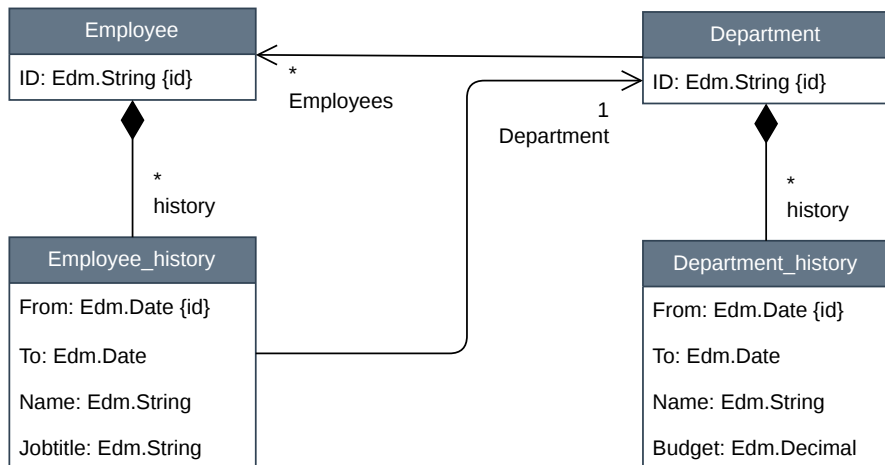 Employee
ID: Edm.String {id}
*
Employees
*
history
Employee_history
From: Edm.Date {id}
To: Edm.Date
Name: Edm.String
Jobtitle: Edm.String
Department
ID: Edm.String {id}
1
Department
*
history
Department_history
From: Edm.Date {id}
To: Edm.Date
Name: Edm.String
Budget: Edm.Decimal